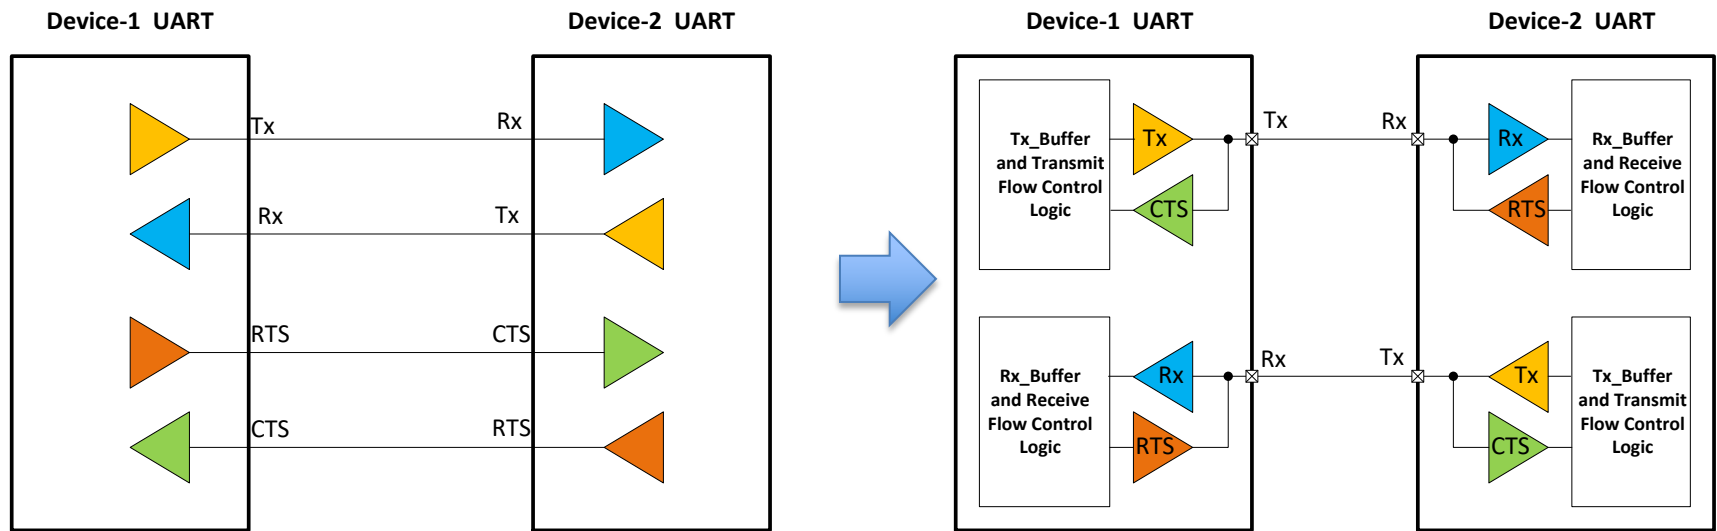 Device-1 UART
Device-2 UART
Tx
Rx
Rx
Tx
RTS
CTS
CTS
RTS
Device-1 UART
Device-2 UART
Tx_Buffer
and Transmit
Flow Control
Logic
Tx
CTS
Tx
Rx
Rx
RTS
Rx_Buffer
and Receive
Flow Control
Logic
Rx_Buffer
and Receive
Flow Control
Logic
Rx
RTS
Rx
Tx
Tx
CTS
Tx_Buffer
and Transmit
Flow Control
Logic